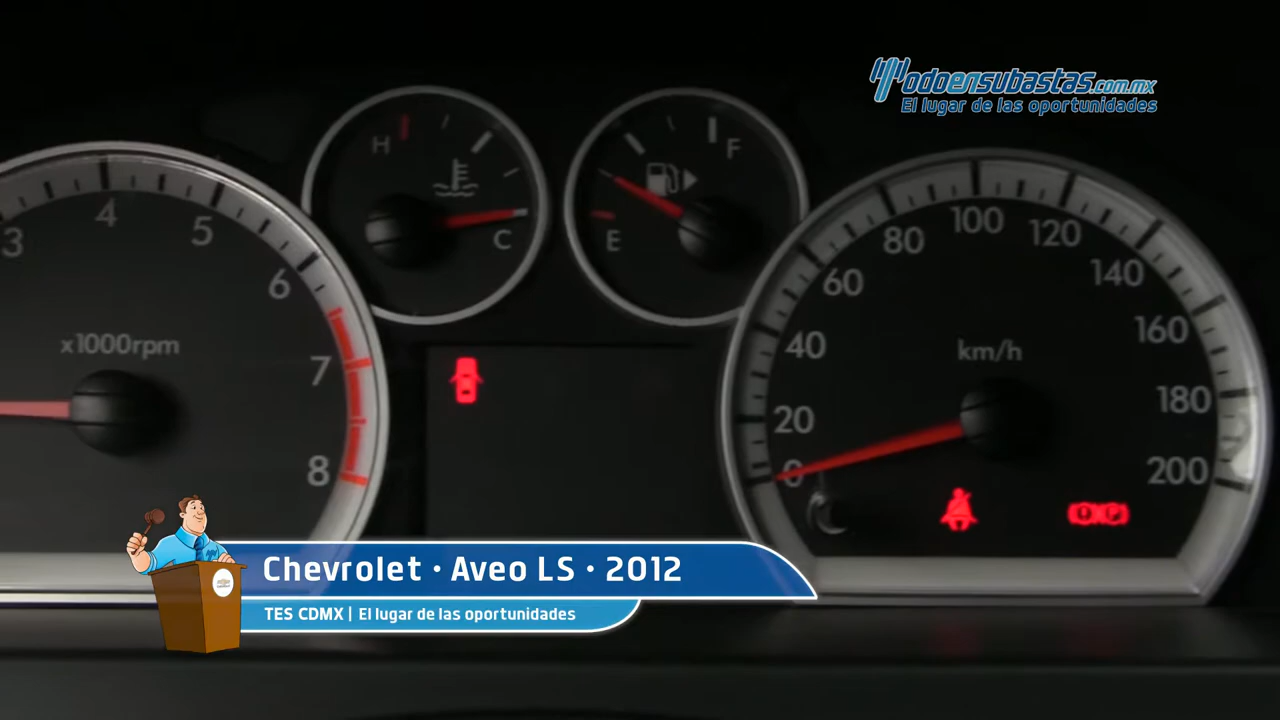 Todoensubastas.com.mx
El lugar de las oportunidades
H
C
F
E
3
4
5
6
7
8
x1000rpm
0
20
40
60
80
100
120
140
160
180
200
km/h
Chevrolet · Aveo LS · 2012
TES CDMX | El lugar de las oportunidades